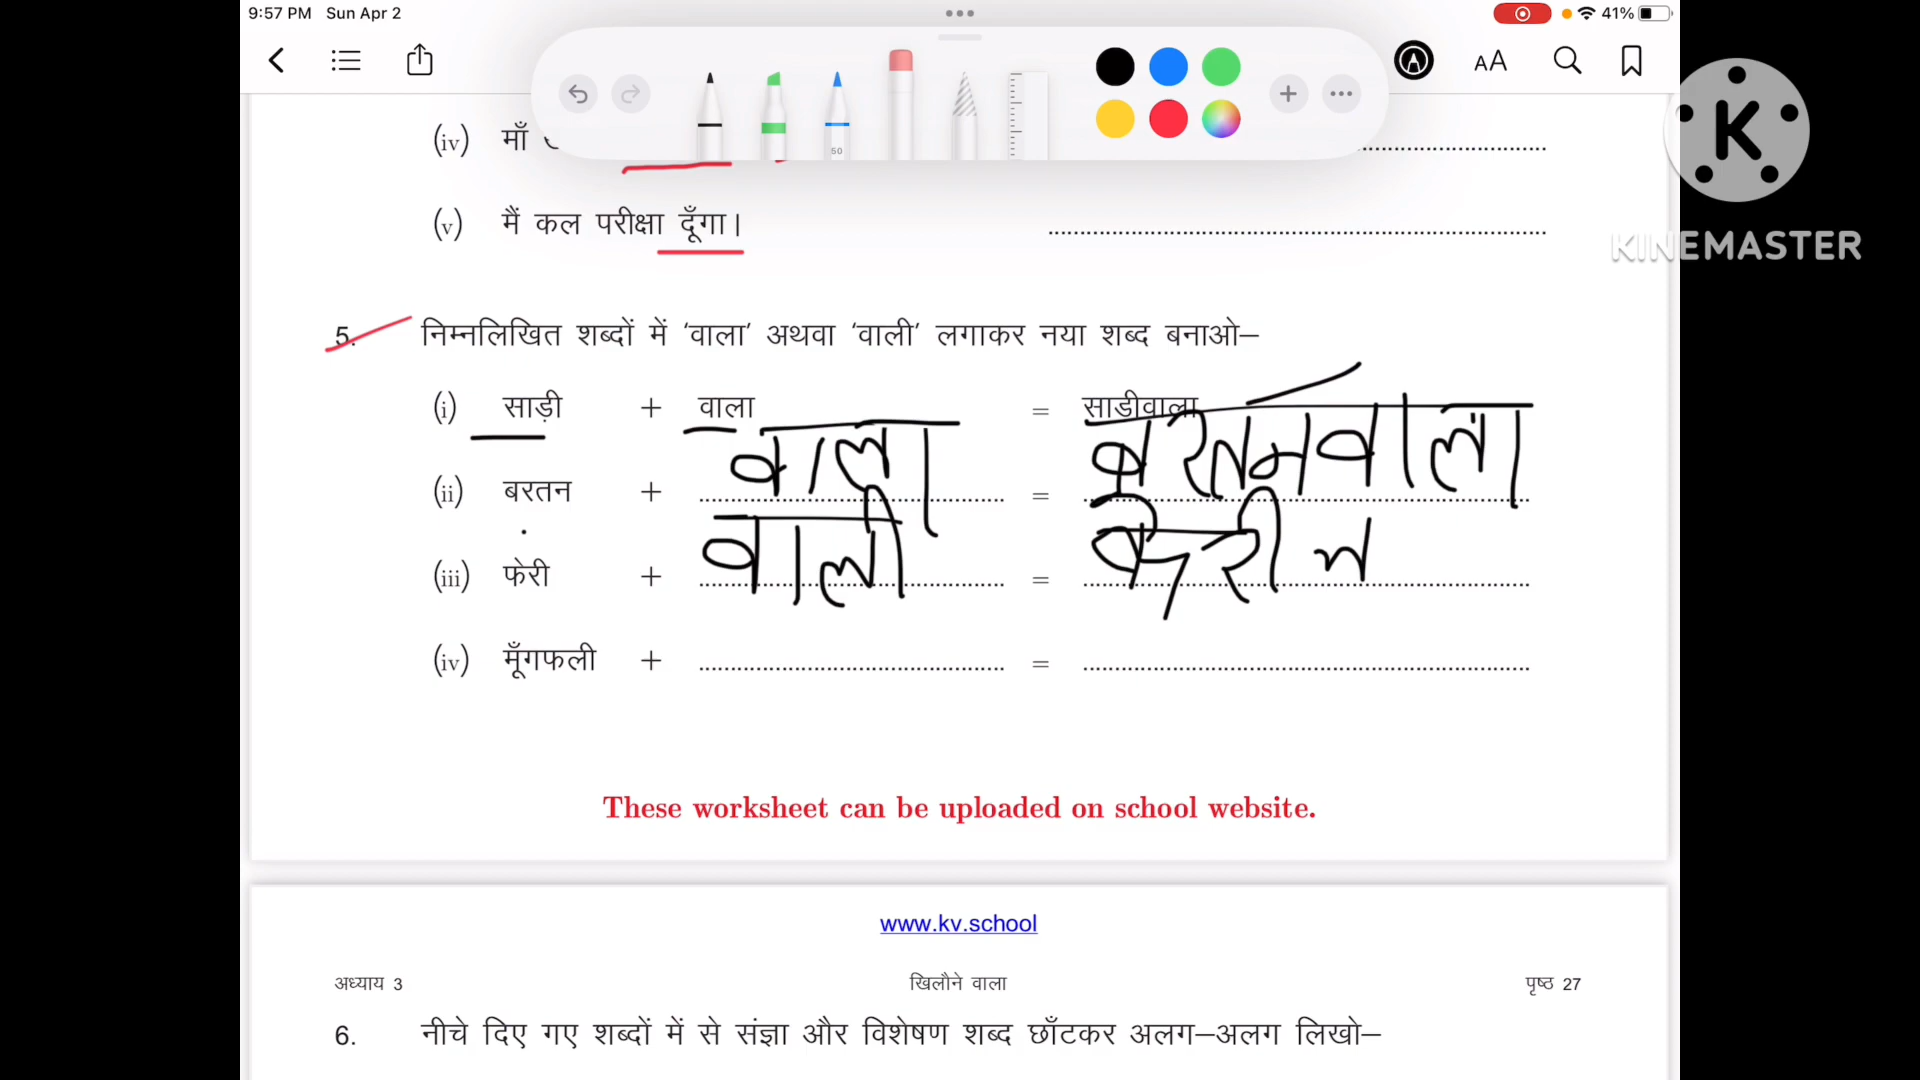 9:57 PM Sun Apr 2 41%
AA
50
(iv) माँ
K
(v) मैं कल परीक्षा दूँगा।
KINEMASTER
5. निम्नलिखित शब्दों में 'वाला' अथवा 'वाली' लगाकर नया शब्द बनाओ–
(i) साड़ी + वाला = साडीवाला
(ii) बरतन + वाला = बरतनवाला
(iii) फेरी + वाली =
(iv) मूँगफली + =
These worksheet can be uploaded on school website.
www.kv.school
अध्याय 3 खिलौने वाला पृष्ठ 27
6. नीचे दिए गए शब्दों में से संज्ञा और विशेषण शब्द छाँटकर अलग–अलग लिखो–